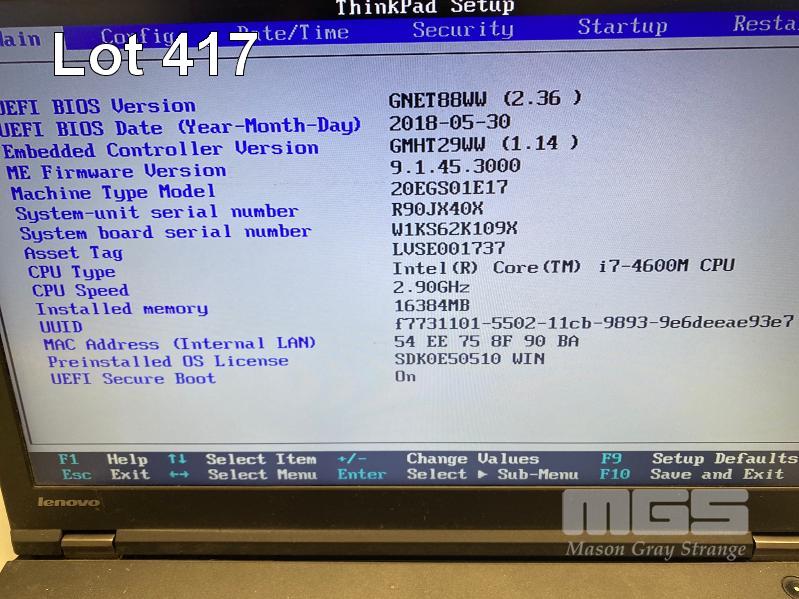 ThinkPad Setup
Main Config Date/Time Security Startup Restar
Lot 417
UEFI BIOS Version GNET88WW (2.36 )
UEFI BIOS Date (Year-Month-Day) 2018-05-30
Embedded Controller Version GMHT29WW (1.14 )
ME Firmware Version 9.1.45.3000
Machine Type Model 20EGS01E17
System-unit serial number R90JX40X
System board serial number W1KS62K109X
Asset Tag LVSE001737
CPU Type Intel(R) Core(TM) i7-4600M CPU
CPU Speed 2.90GHz
Installed memory 16384MB
UUID f7731101-5502-11cb-9893-9e6deeae93e7
MAC Address (Internal LAN) 54 EE 75 8F 90 BA
Preinstalled OS License SDK0E50510 WIN
UEFI Secure Boot On
F1 Help ↑↓ Select Item +/- Change Values F9 Setup Defaults
Esc Exit ↔ Select Menu Enter Select ▶ Sub-Menu F10 Save and Exit
lenovo
MGS
Mason Gray Strange